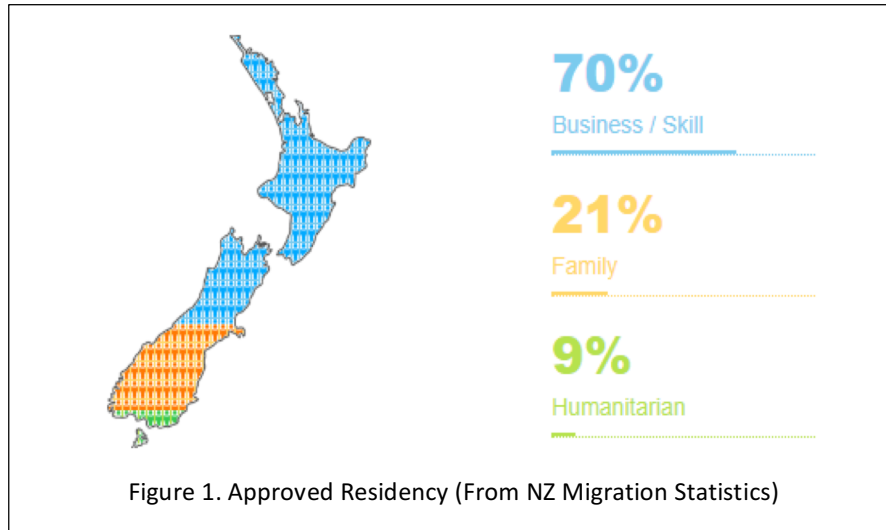 70%
Business / Skill
21%
Family
9%
Humanitarian
Figure 1. Approved Residency (From NZ Migration Statistics)